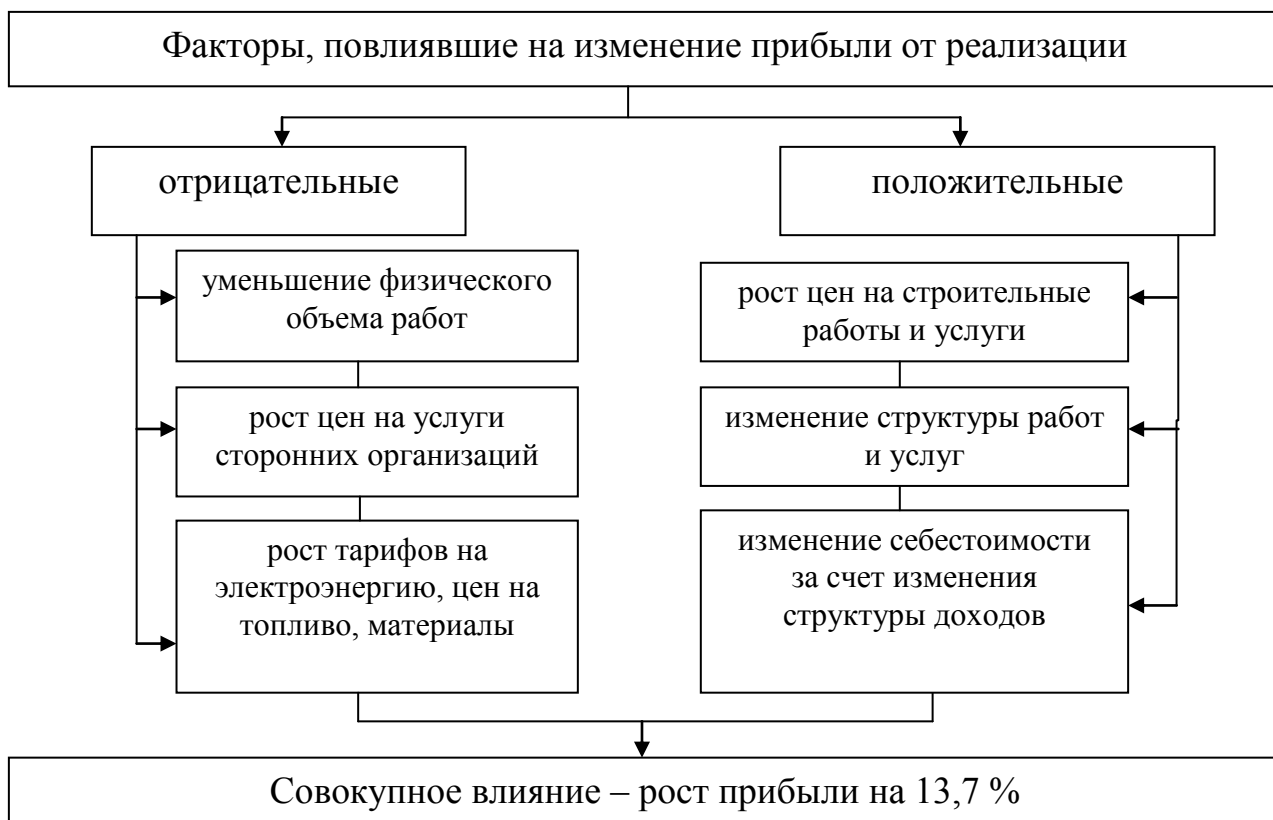 Факторы, повлиявшие на изменение прибыли от реализации
отрицательные
положительные
уменьшение физического
объема работ
рост цен на услуги
сторонних организаций
рост тарифов на
электроэнергию, цен на
топливо, материалы
рост цен на строительные
работы и услуги
изменение структуры работ
и услуг
изменение себестоимости
за счет изменения
структуры доходов
Совокупное влияние – рост прибыли на 13,7 %